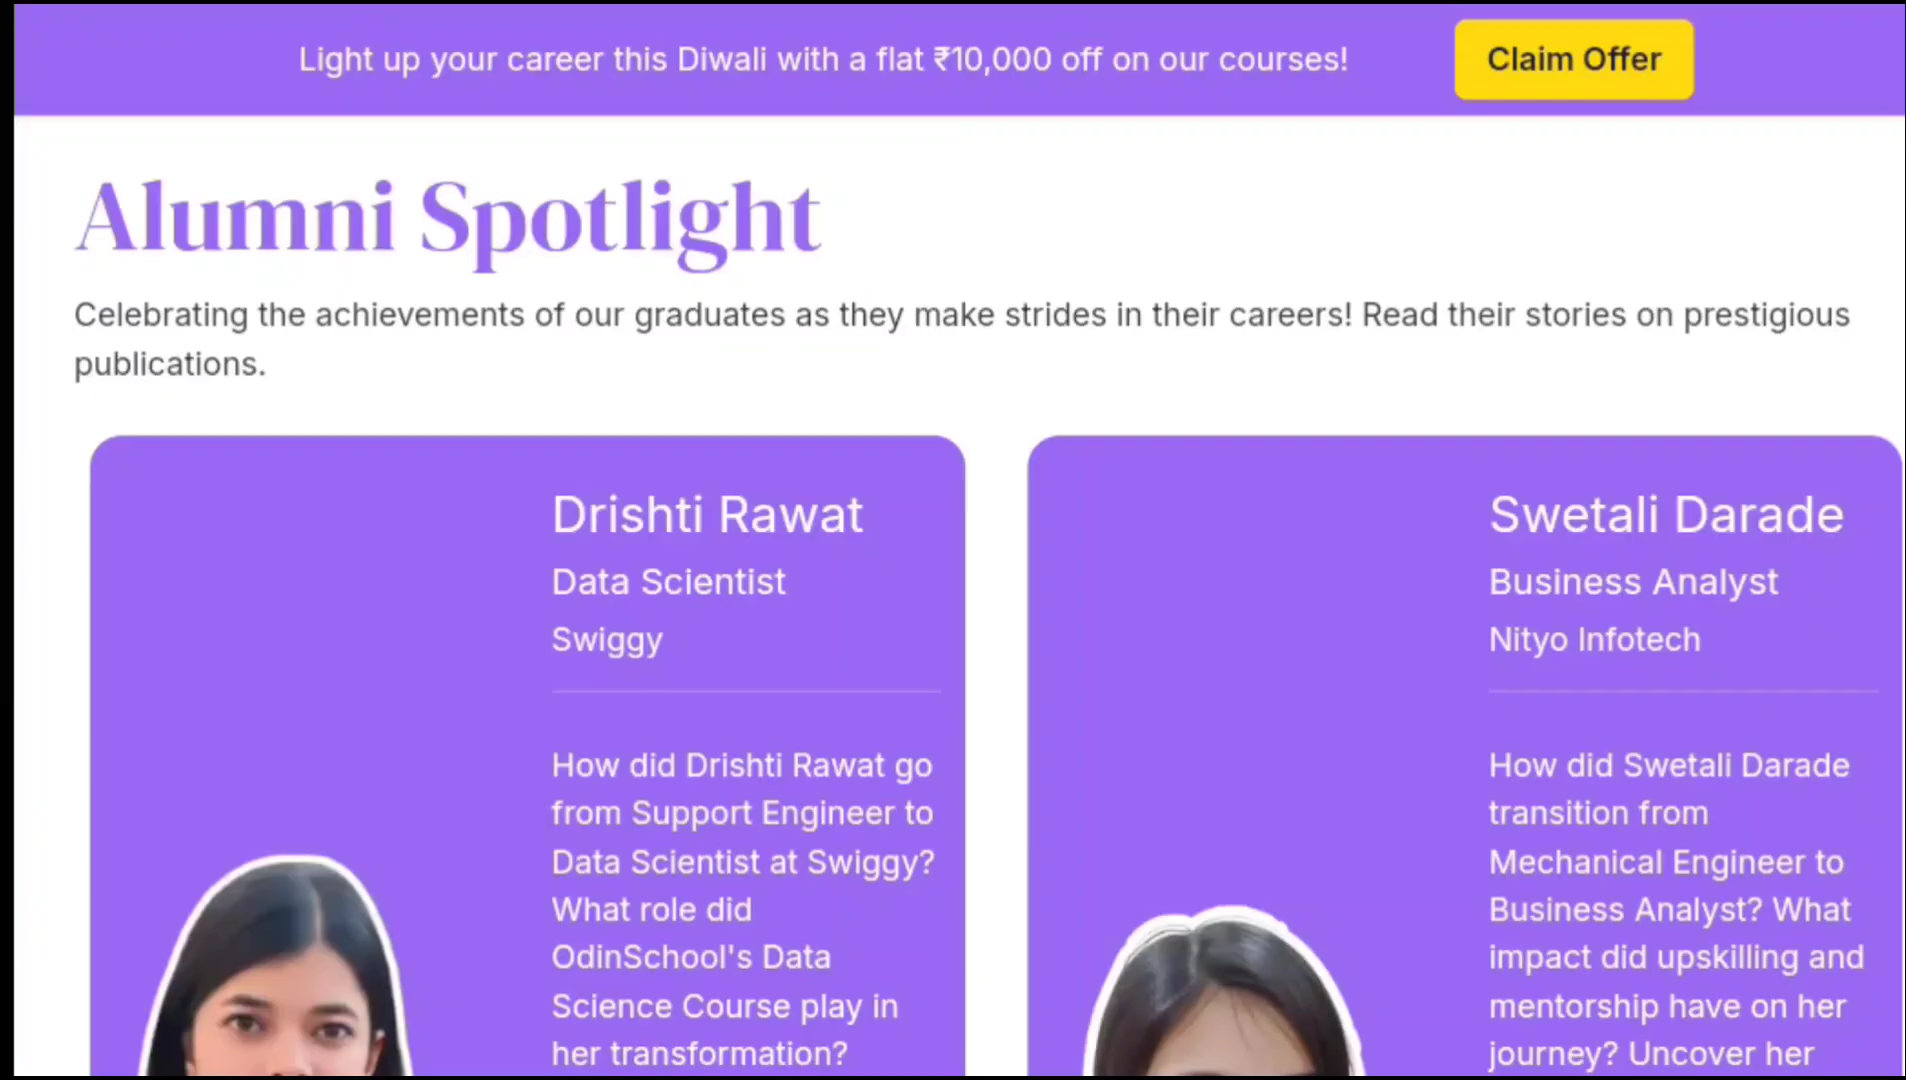 Light up your career this Diwali with a flat ₹10,000 off on our courses!
Claim Offer
Alumni Spotlight
Celebrating the achievements of our graduates as they make strides in their careers! Read their stories on prestigious
publications.
Drishti Rawat
Data Scientist
Swiggy
How did Drishti Rawat go
from Support Engineer to
Data Scientist at Swiggy?
What role did
OdinSchool's Data
Science Course play in
her transformation?
Swetali Darade
Business Analyst
Nityo Infotech
How did Swetali Darade
transition from
Mechanical Engineer to
Business Analyst? What
impact did upskilling and
mentorship have on her
journey? Uncover her